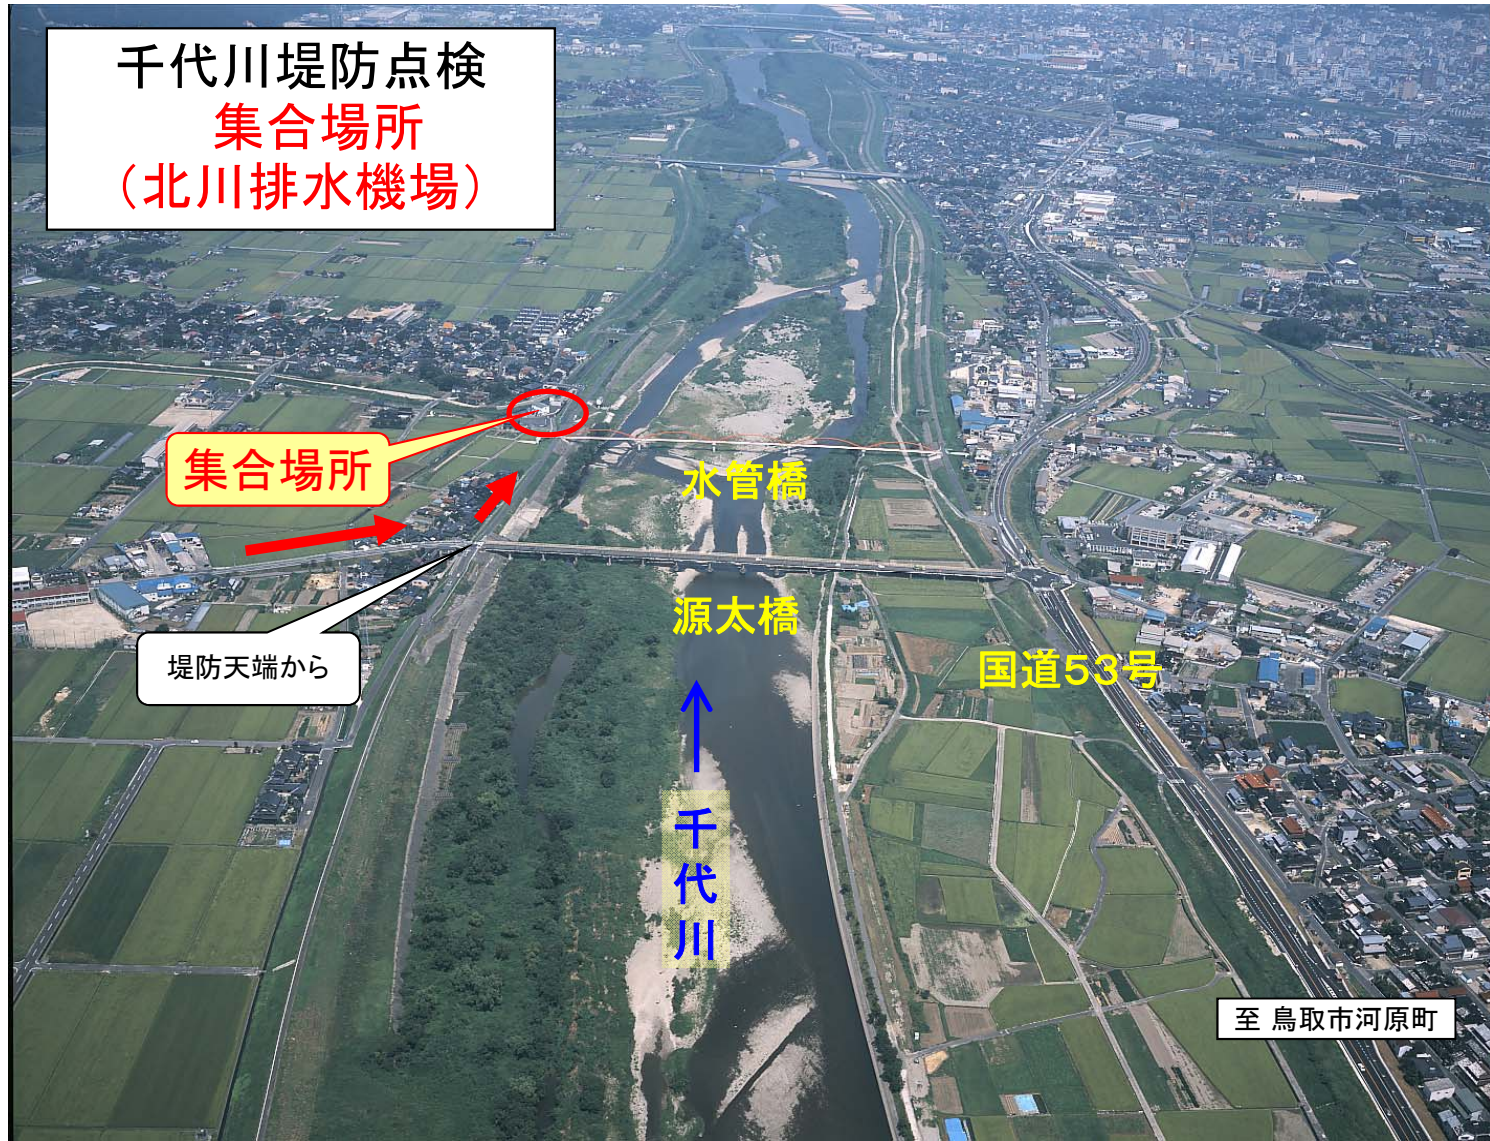 千代川堤防点検
集合場所
（北川排水機場）
集合場所
水管橋
源太橋
堤防天端から
国道53号
千代川
至 鳥取市河原町